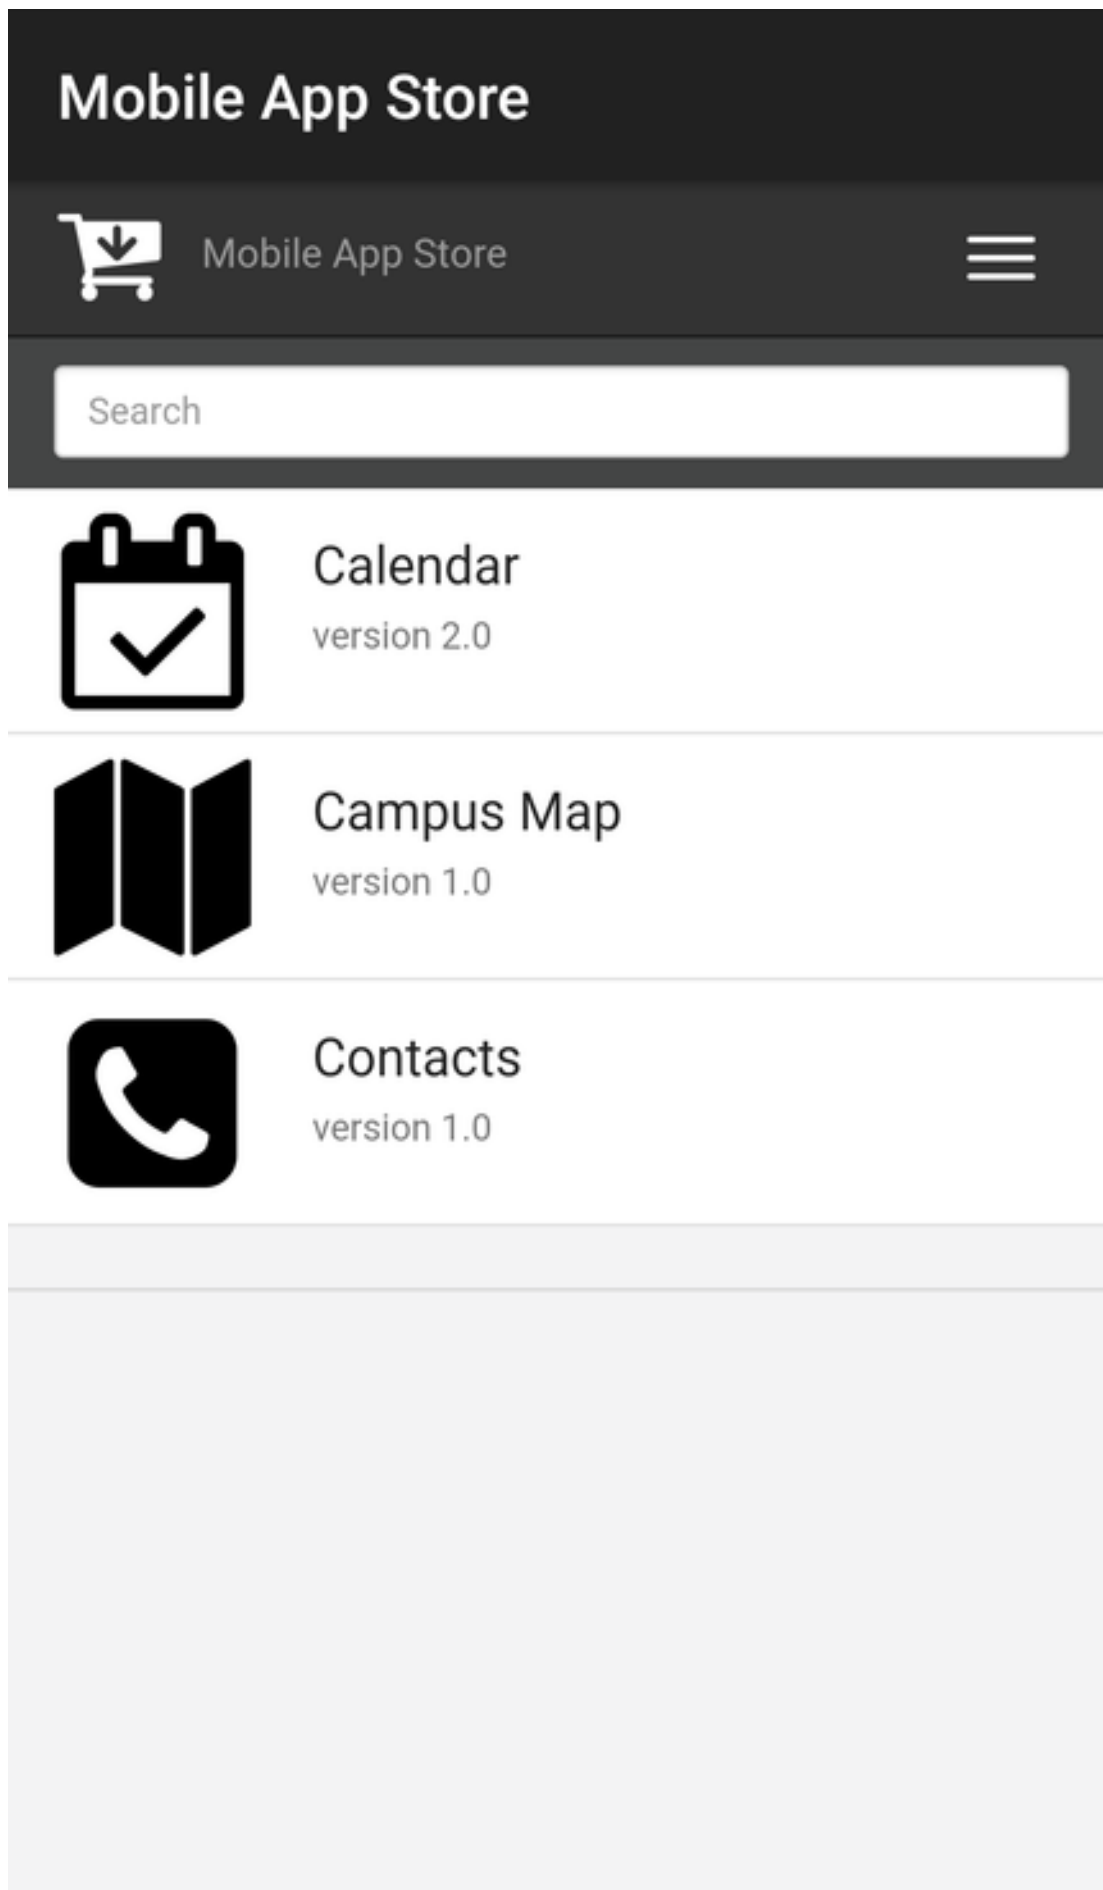 Mobile App Store
Mobile App Store
Search
Calendar
version 2.0
Campus Map
version 1.0
Contacts
version 1.0